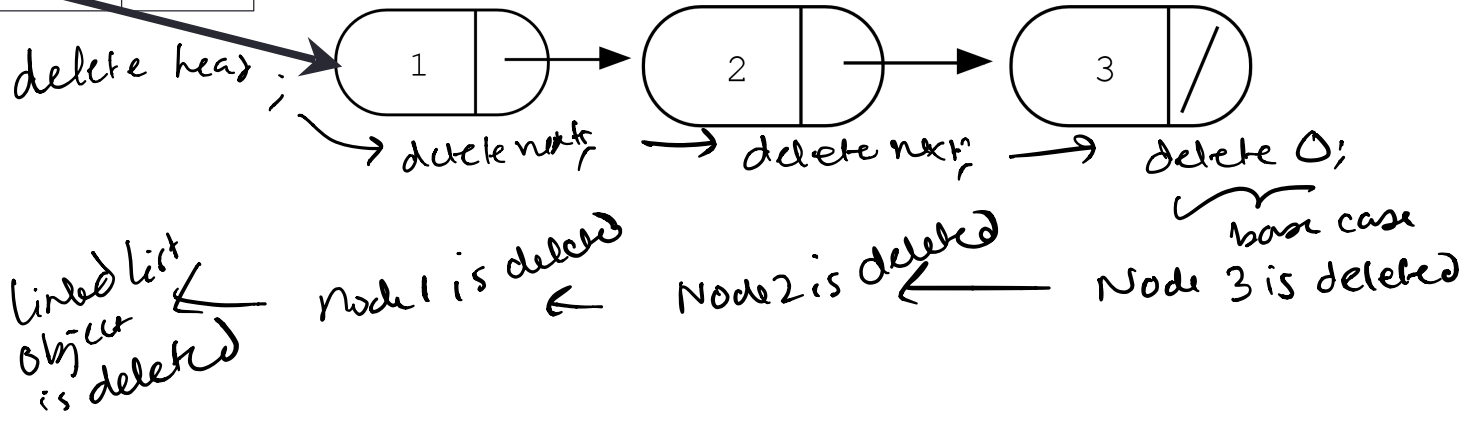 1 2 3
delete head;
delete next; delete next; delete 0;
base case
Linked list object is deleted
node 1 is deleted
Node 2 is deleted
Node 3 is deleted